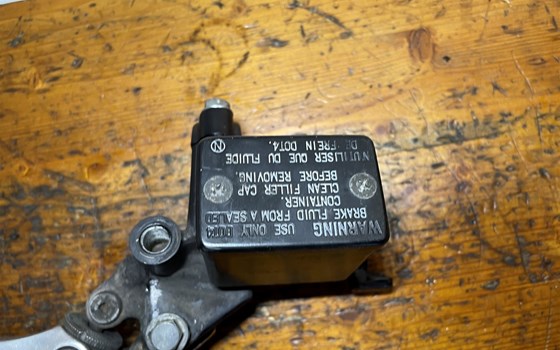 WARNING USE ONLY DOT4
BRAKE FLUID FROM A SEALED
CONTAINER.
CLEAN FILLER CAP
BEFORE REMOVING.
N'UTILISER QUE DU FLUIDE
DE FREIN DOT4.
N